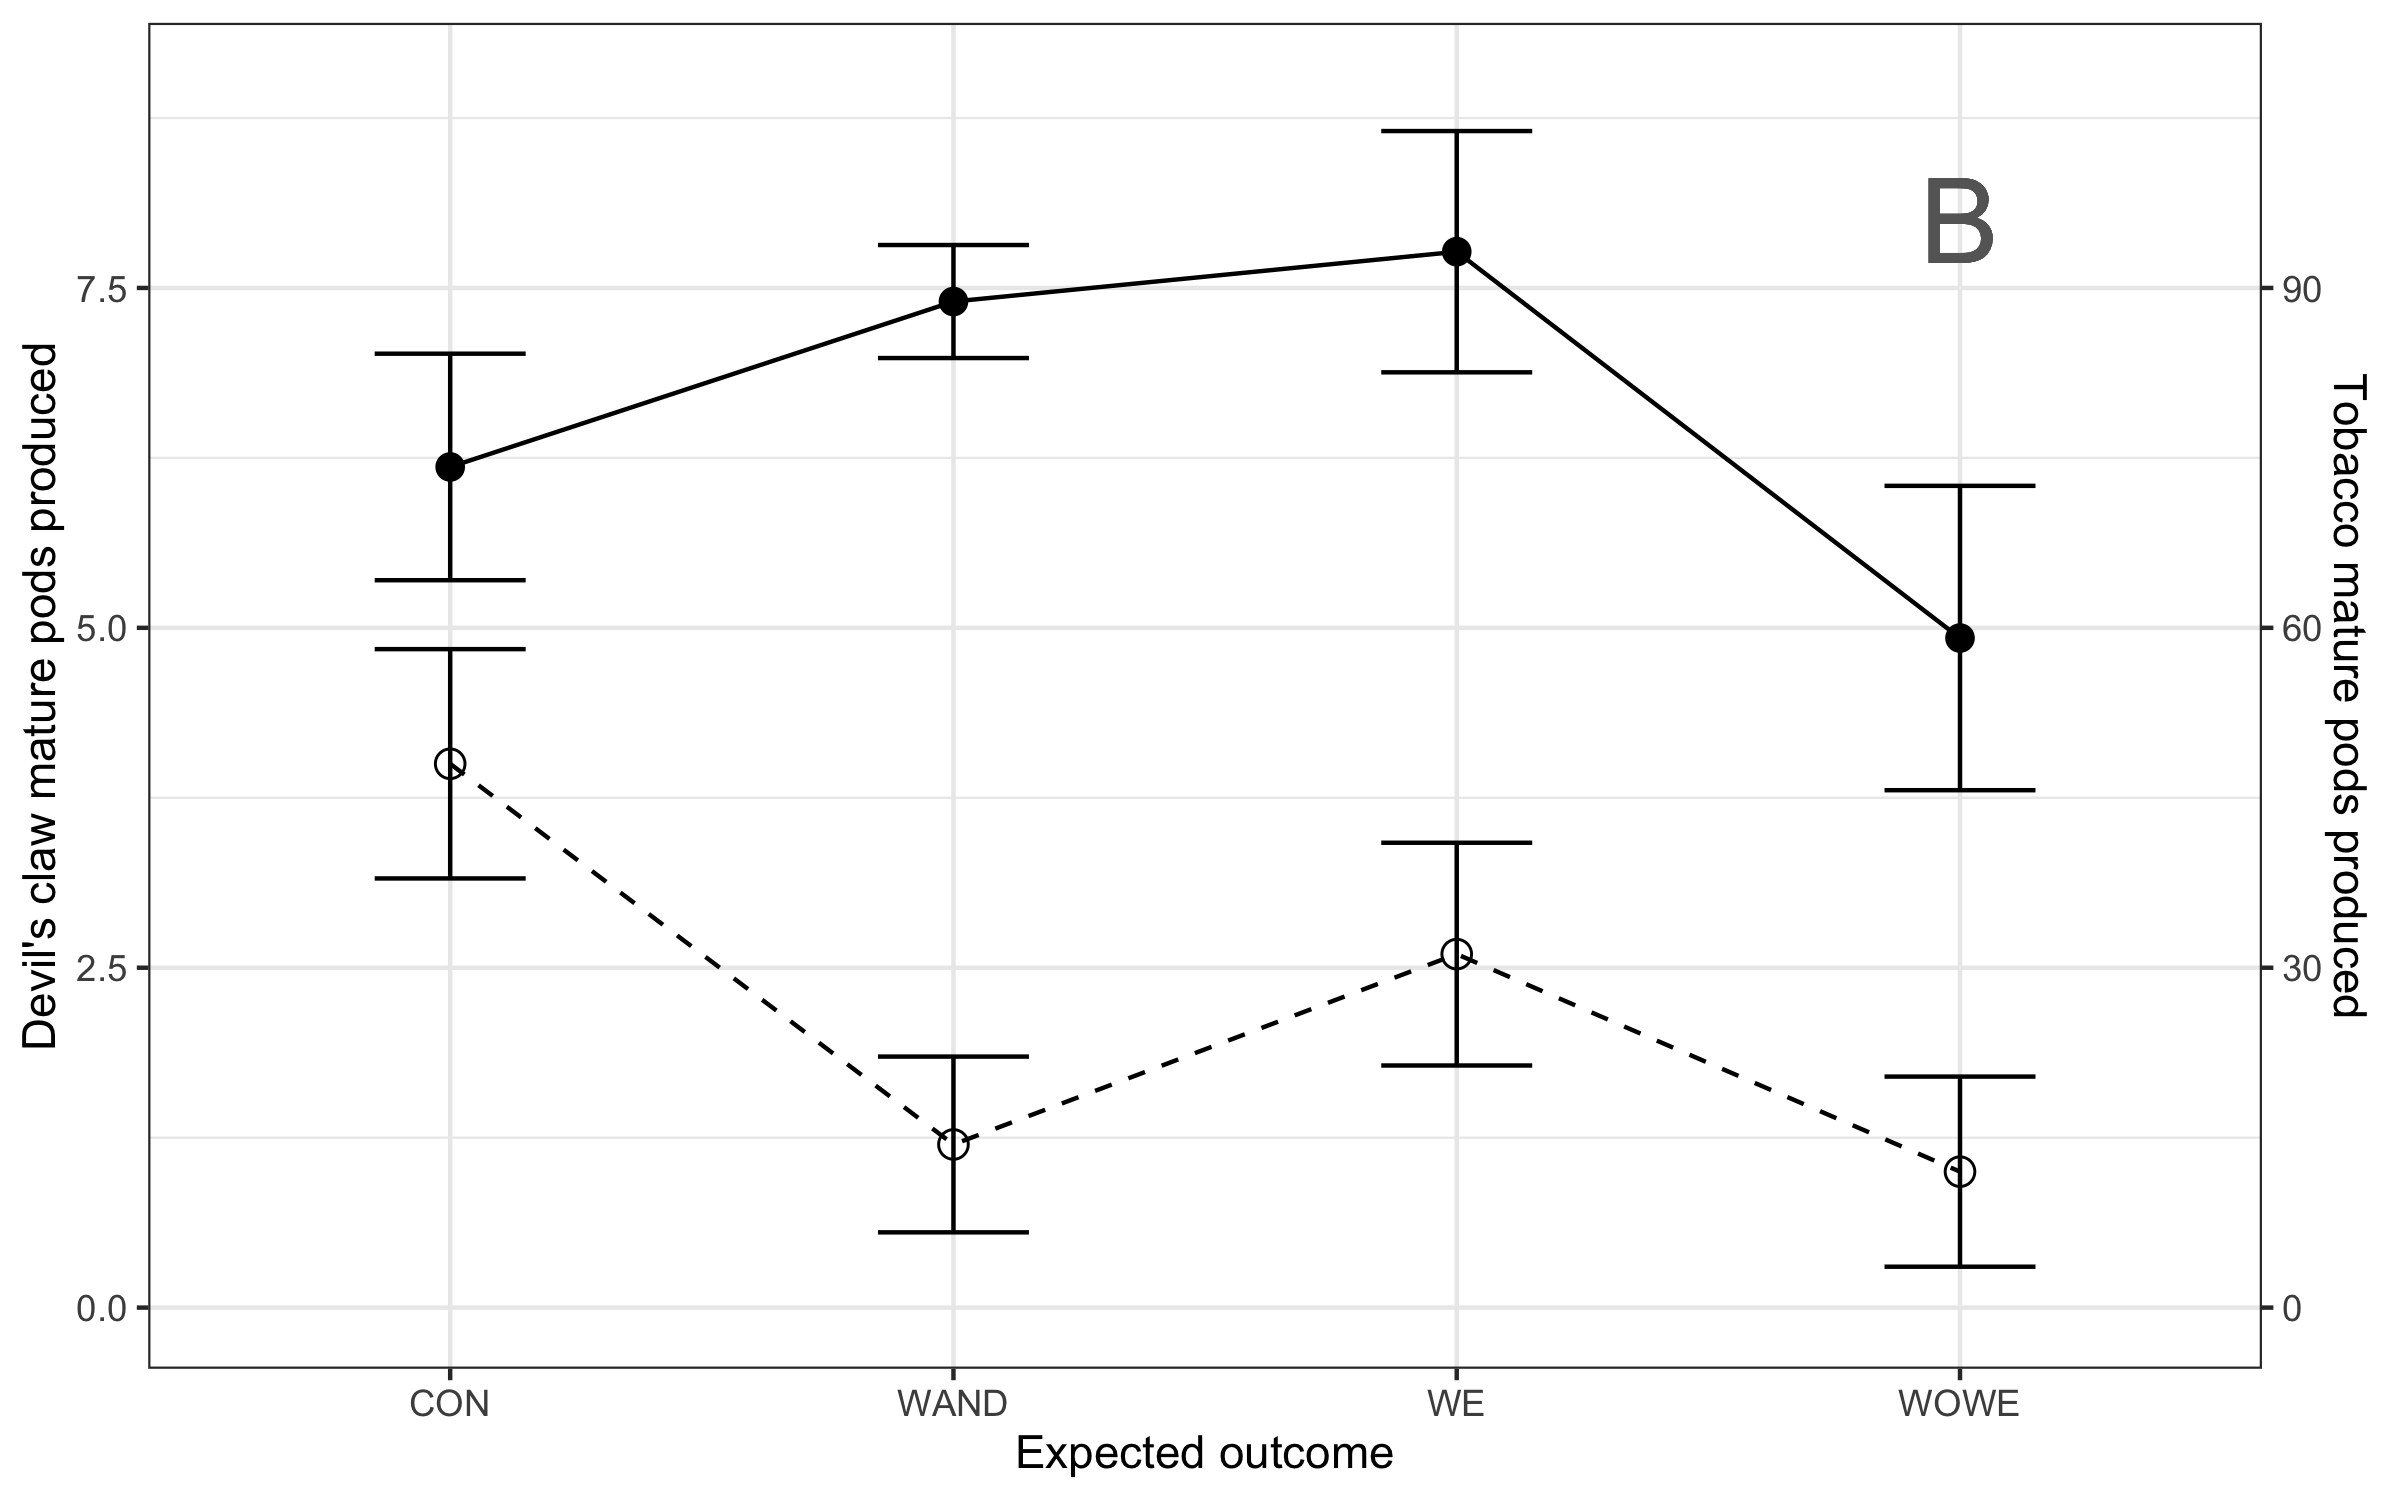 B
Devil's claw mature pods produced
7.5
5.0
2.5
0.0
90
60
30
0
Tobacco mature pods produced
CON WAND WE WOWE
Expected outcome